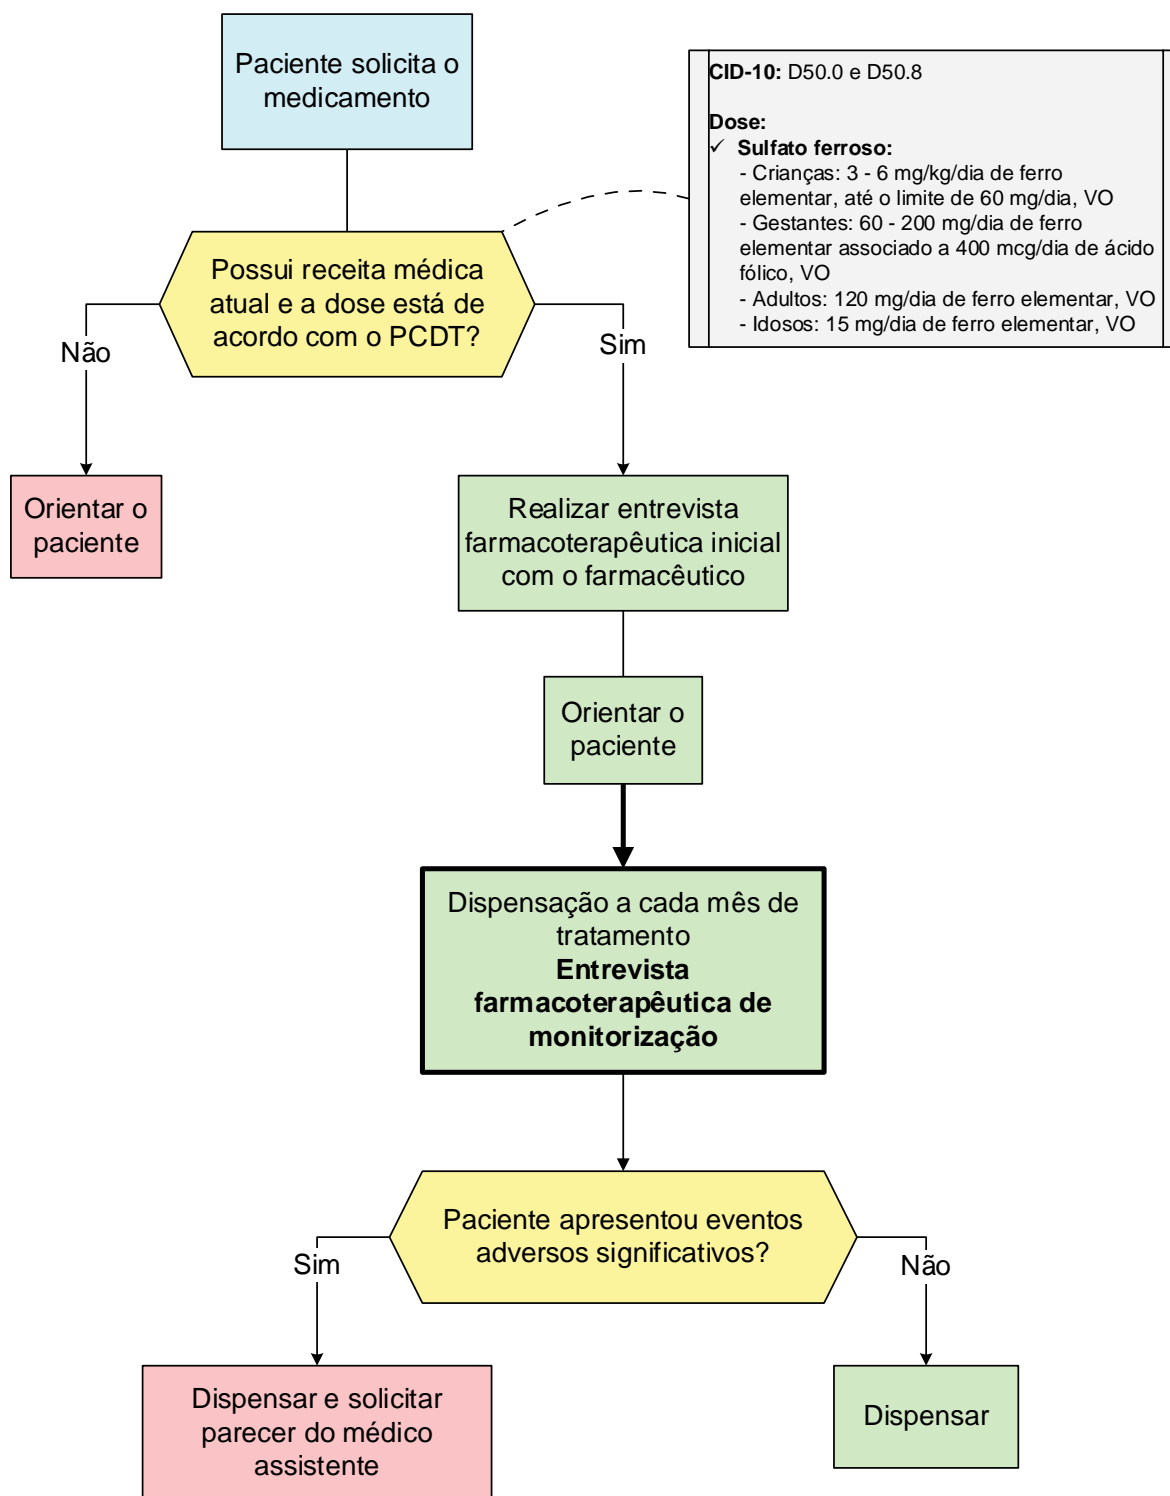 Paciente solicita o
medicamento
CID-10: D50.0 e D50.8
Dose:
✓ Sulfato ferroso:
- Crianças: 3 - 6 mg/kg/dia de ferro
elementar, até o limite de 60 mg/dia, VO
- Gestantes: 60 - 200 mg/dia de ferro
elementar associado a 400 mcg/dia de ácido
fólico, VO
- Adultos: 120 mg/dia de ferro elementar, VO
- Idosos: 15 mg/dia de ferro elementar, VO
Possui receita médica
atual e a dose está de
acordo com o PCDT?
Não
Sim
Orientar o
paciente
Realizar entrevista
farmacoterapêutica inicial
com o farmacêutico
Orientar o
paciente
Dispensação a cada mês de
tratamento
Entrevista
farmacoterapêutica de
monitorização
Paciente apresentou eventos
adversos significativos?
Sim
Não
Dispensar e solicitar
parecer do médico
assistente
Dispensar